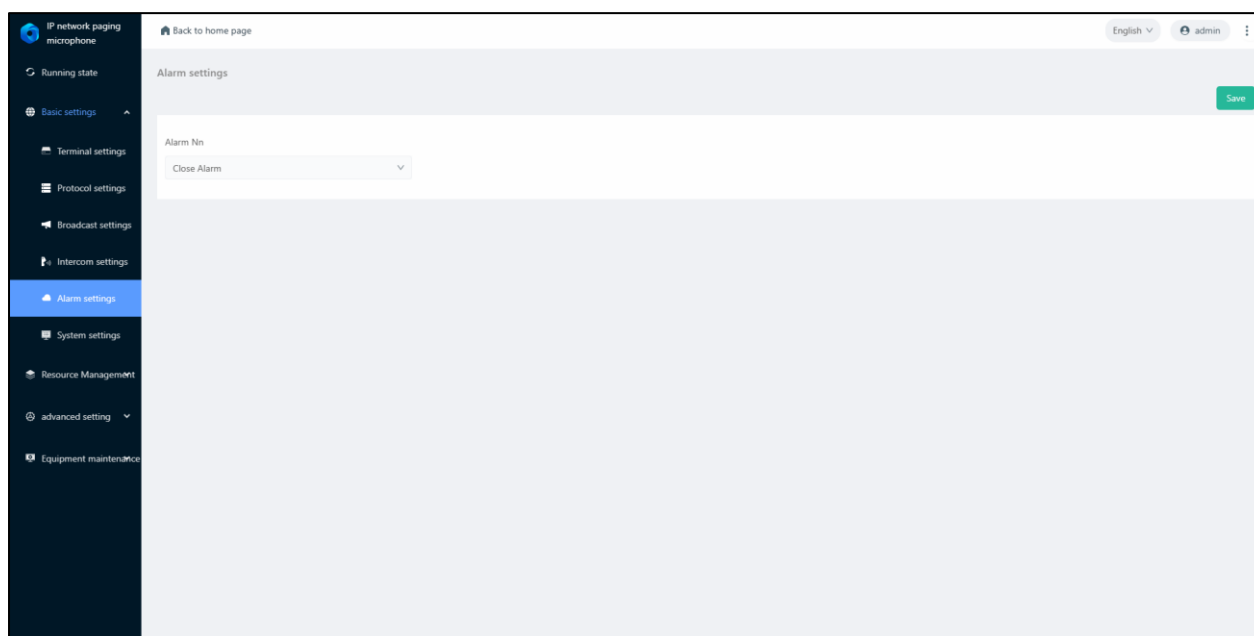 IP network paging
microphone
Back to home page
English
admin
Running state
Alarm settings
Save
Basic settings
Alarm Nn
Close Alarm
Terminal settings
Protocol settings
Broadcast settings
Intercom settings
Alarm settings
System settings
Resource Management
advanced setting
Equipment maintenance